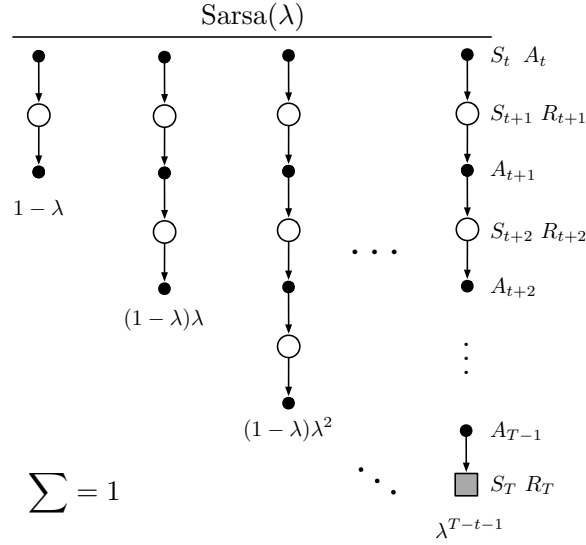 Sarsa(λ)
S_t A_t
S_{t+1} R_{t+1}
A_{t+1}
1 − λ
S_{t+2} R_{t+2}
. . .
A_{t+2}
(1 − λ)λ
⋮
(1 − λ)λ^2
A_{T−1}
⋱
∑ = 1
S_T R_T
λ^{T−t−1}